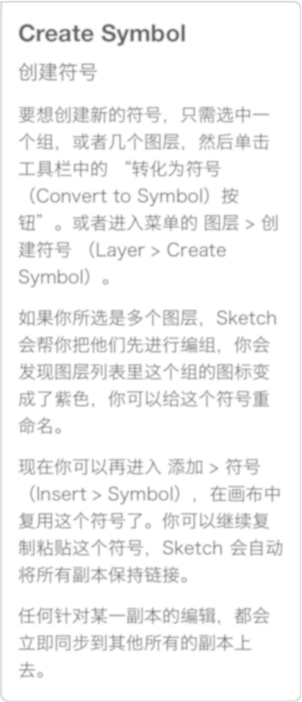 Create Symbol
创建符号
要想创建新的符号，只需选中一
个组，或者几个图层，然后单击
工具栏中的 “转化为符号
（Convert to Symbol）按
钮” 。或者进入菜单的 图层 > 创
建符号 （Layer > Create
Symbol）。
如果你所选是多个图层，Sketch
会帮你把他们先进行编组，你会
发现图层列表里这个组的图标变
成了紫色，你可以给这个符号重
命名。
现在你可以再进入 添加 > 符号
（Insert > Symbol），在画布中
复用这个符号了。你可以继续复
制粘贴这个符号，Sketch 会自动
将所有副本保持链接。
任何针对某一副本的编辑，都会
立即同步到其他所有的副本上
去。